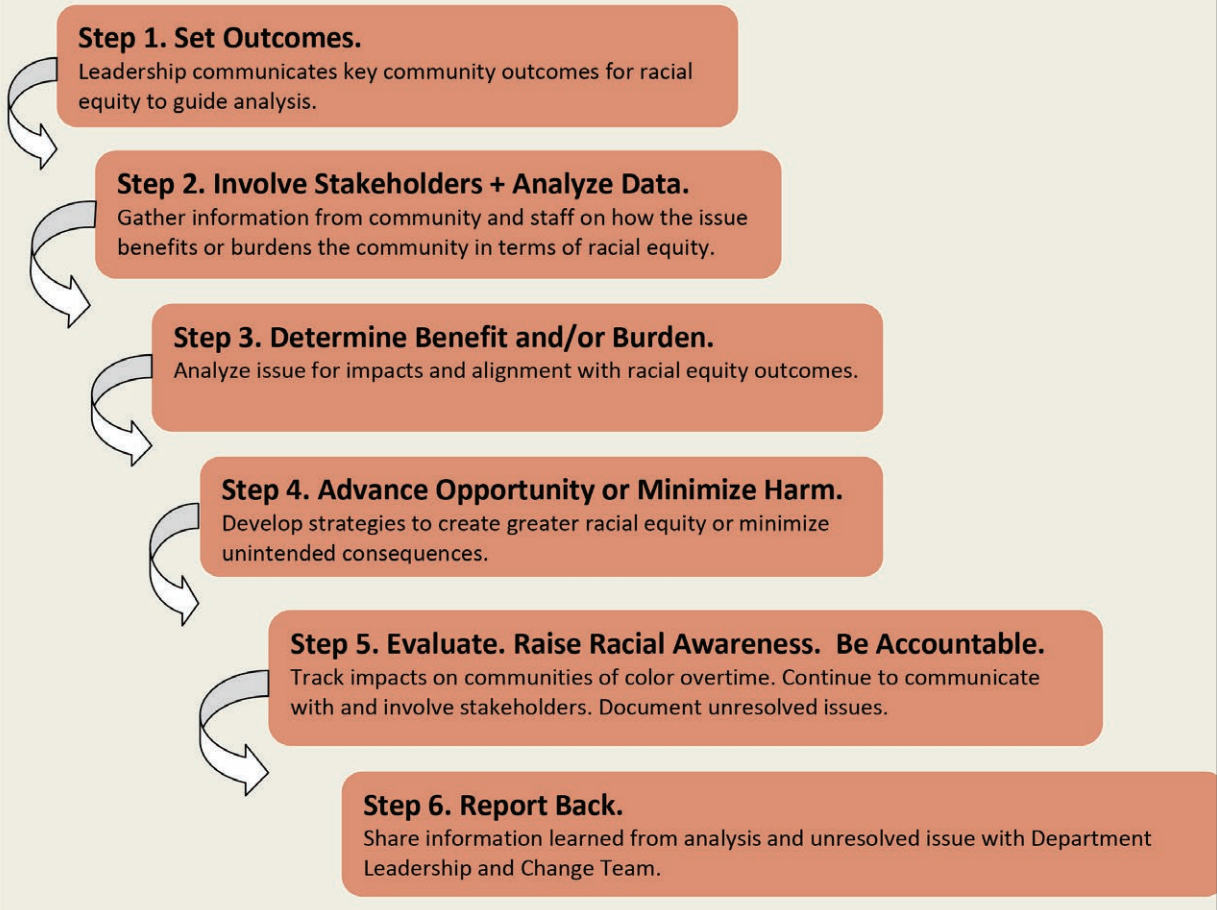 Step 1. Set Outcomes.
Leadership communicates key community outcomes for racial
equity to guide analysis.
Step 2. Involve Stakeholders + Analyze Data.
Gather information from community and staff on how the issue
benefits or burdens the community in terms of racial equity.
Step 3. Determine Benefit and/or Burden.
Analyze issue for impacts and alignment with racial equity outcomes.
Step 4. Advance Opportunity or Minimize Harm.
Develop strategies to create greater racial equity or minimize
unintended consequences.
Step 5. Evaluate. Raise Racial Awareness.  Be Accountable.
Track impacts on communities of color overtime. Continue to communicate
with and involve stakeholders. Document unresolved issues.
Step 6. Report Back.
Share information learned from analysis and unresolved issue with Department
Leadership and Change Team.